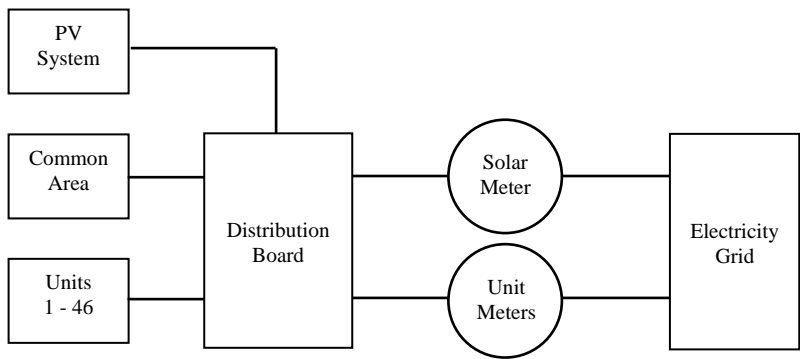 PV
System
Common
Area
Units
1 - 46
Distribution
Board
Solar
Meter
Unit
Meters
Electricity
Grid